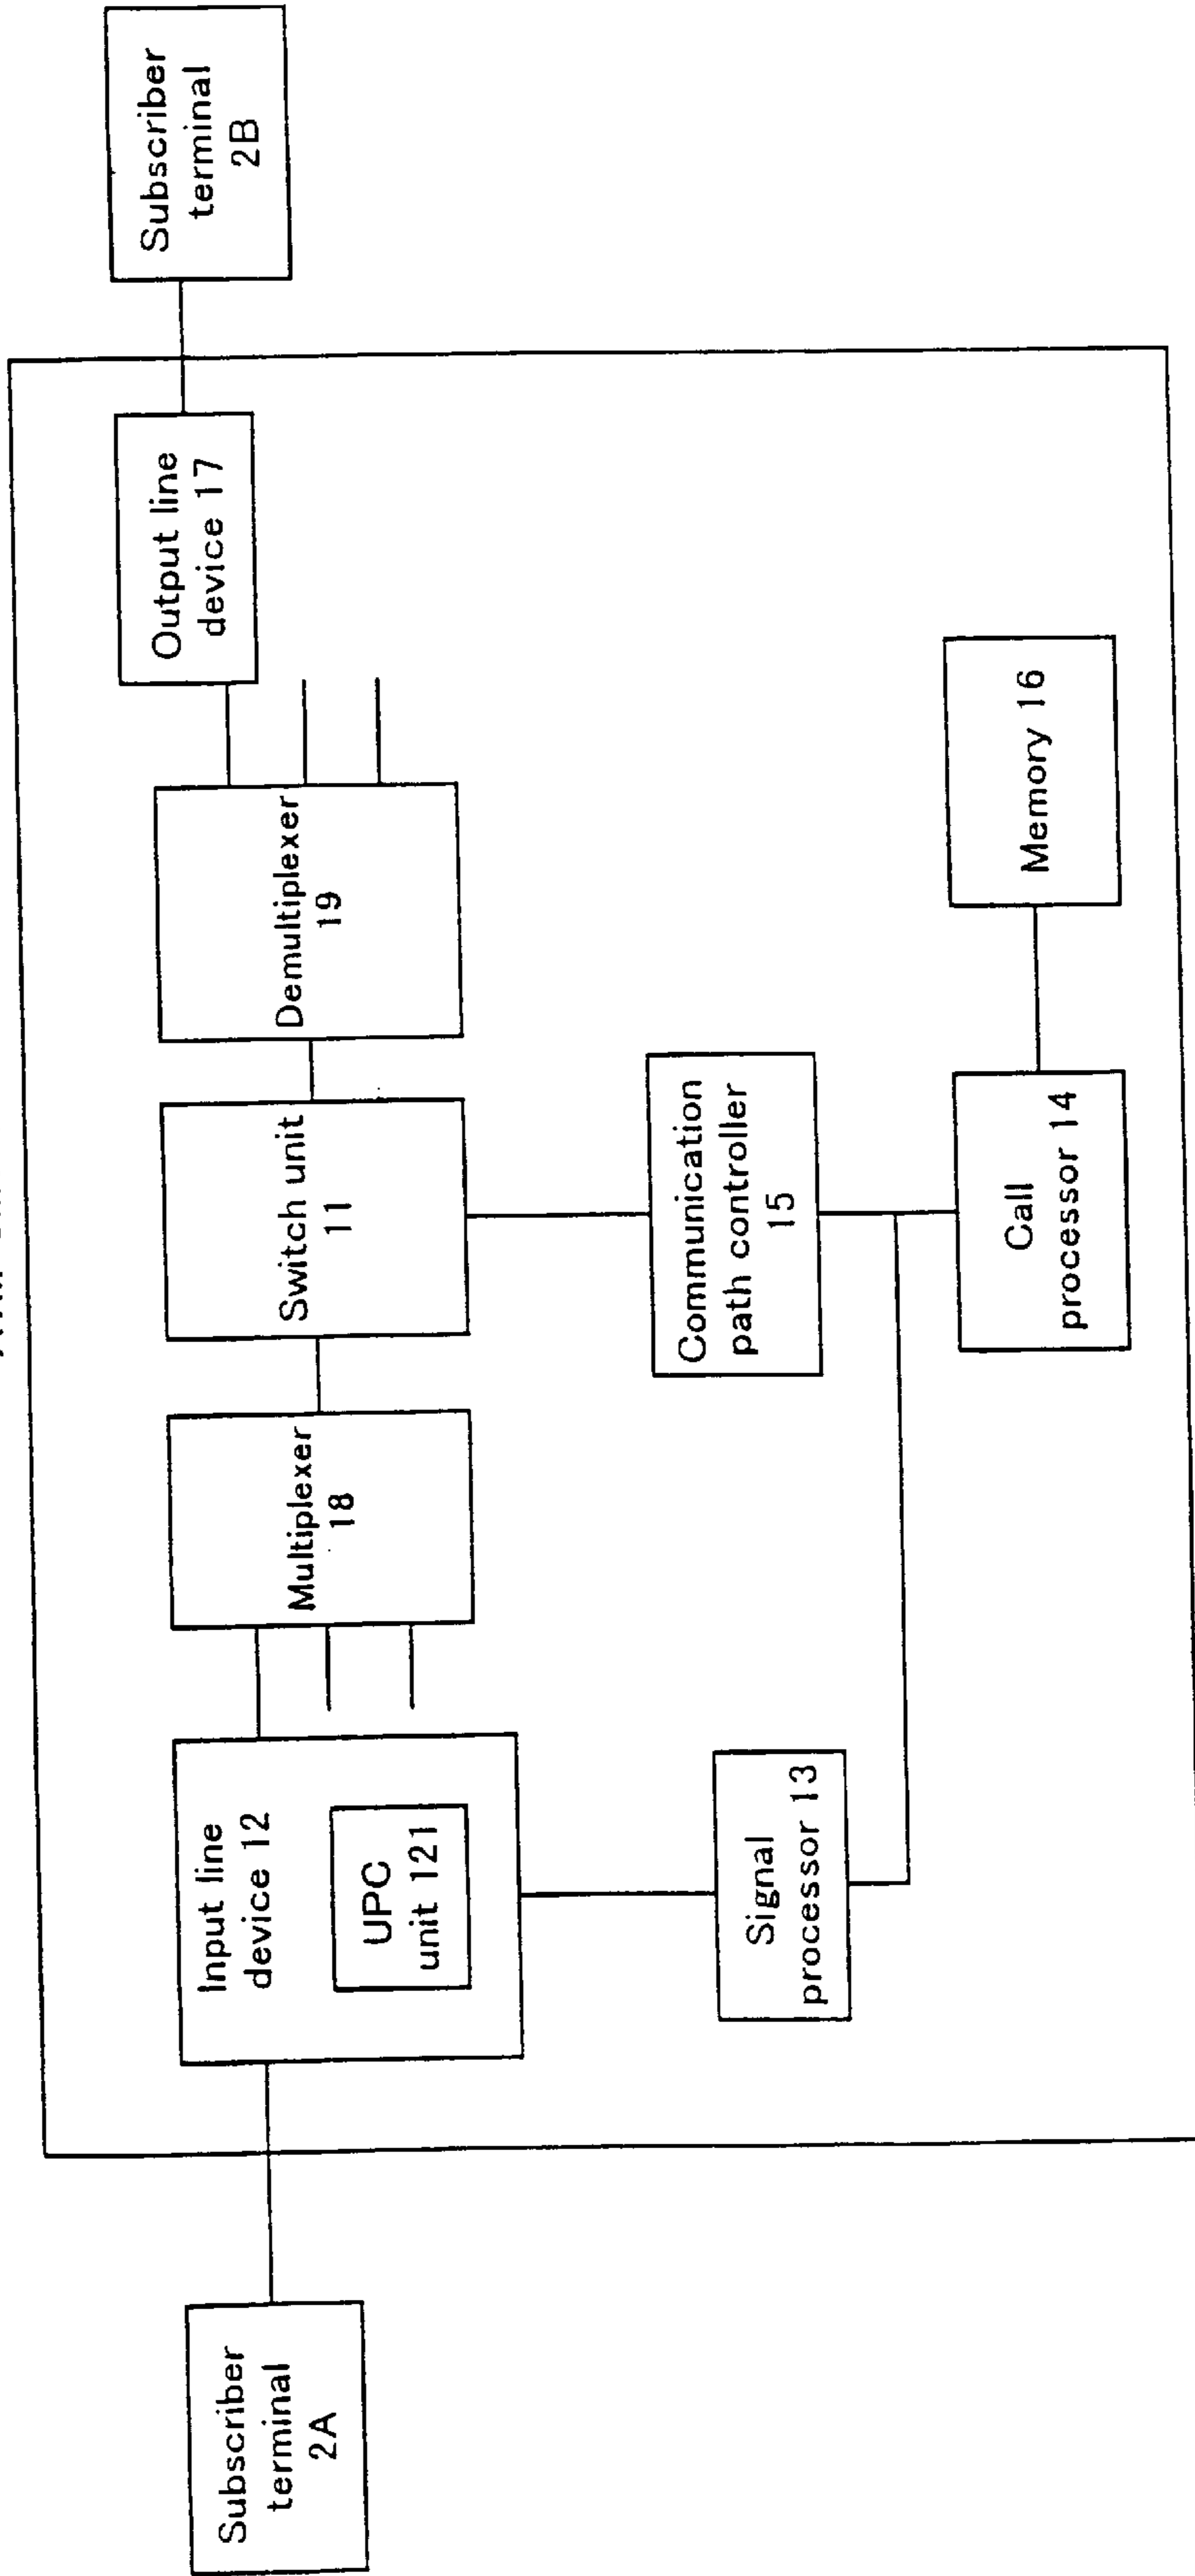 Subscriber
terminal
2A
Input line
device 12
UPC
unit 121
Multiplexer
18
Switch unit
11
Demultiplexer
19
Output line
device 17
Subscriber
terminal
2B
Signal
processor 13
Communication
path controller
15
Call
processor 14
Memory 16